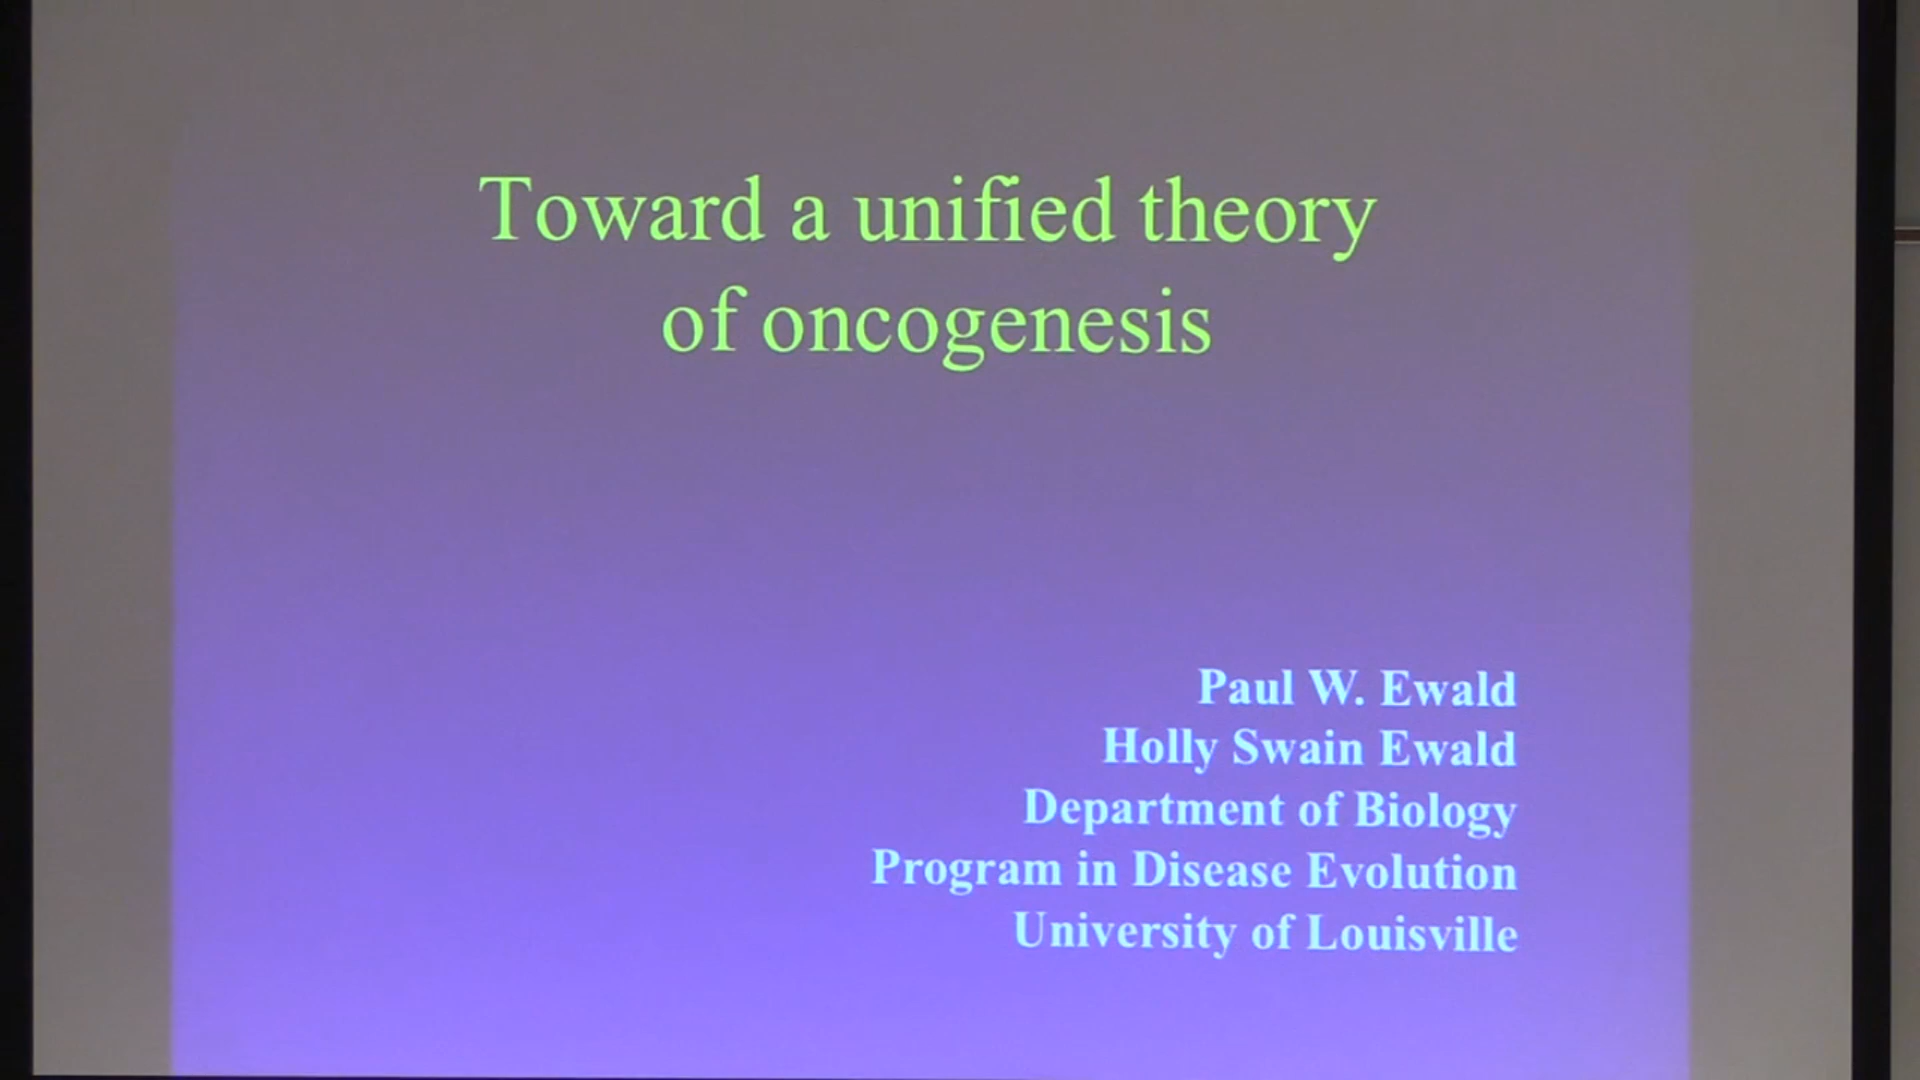 Toward a unified theory
of oncogenesis
Paul W. Ewald
Holly Swain Ewald
Department of Biology
Program in Disease Evolution
University of Louisville